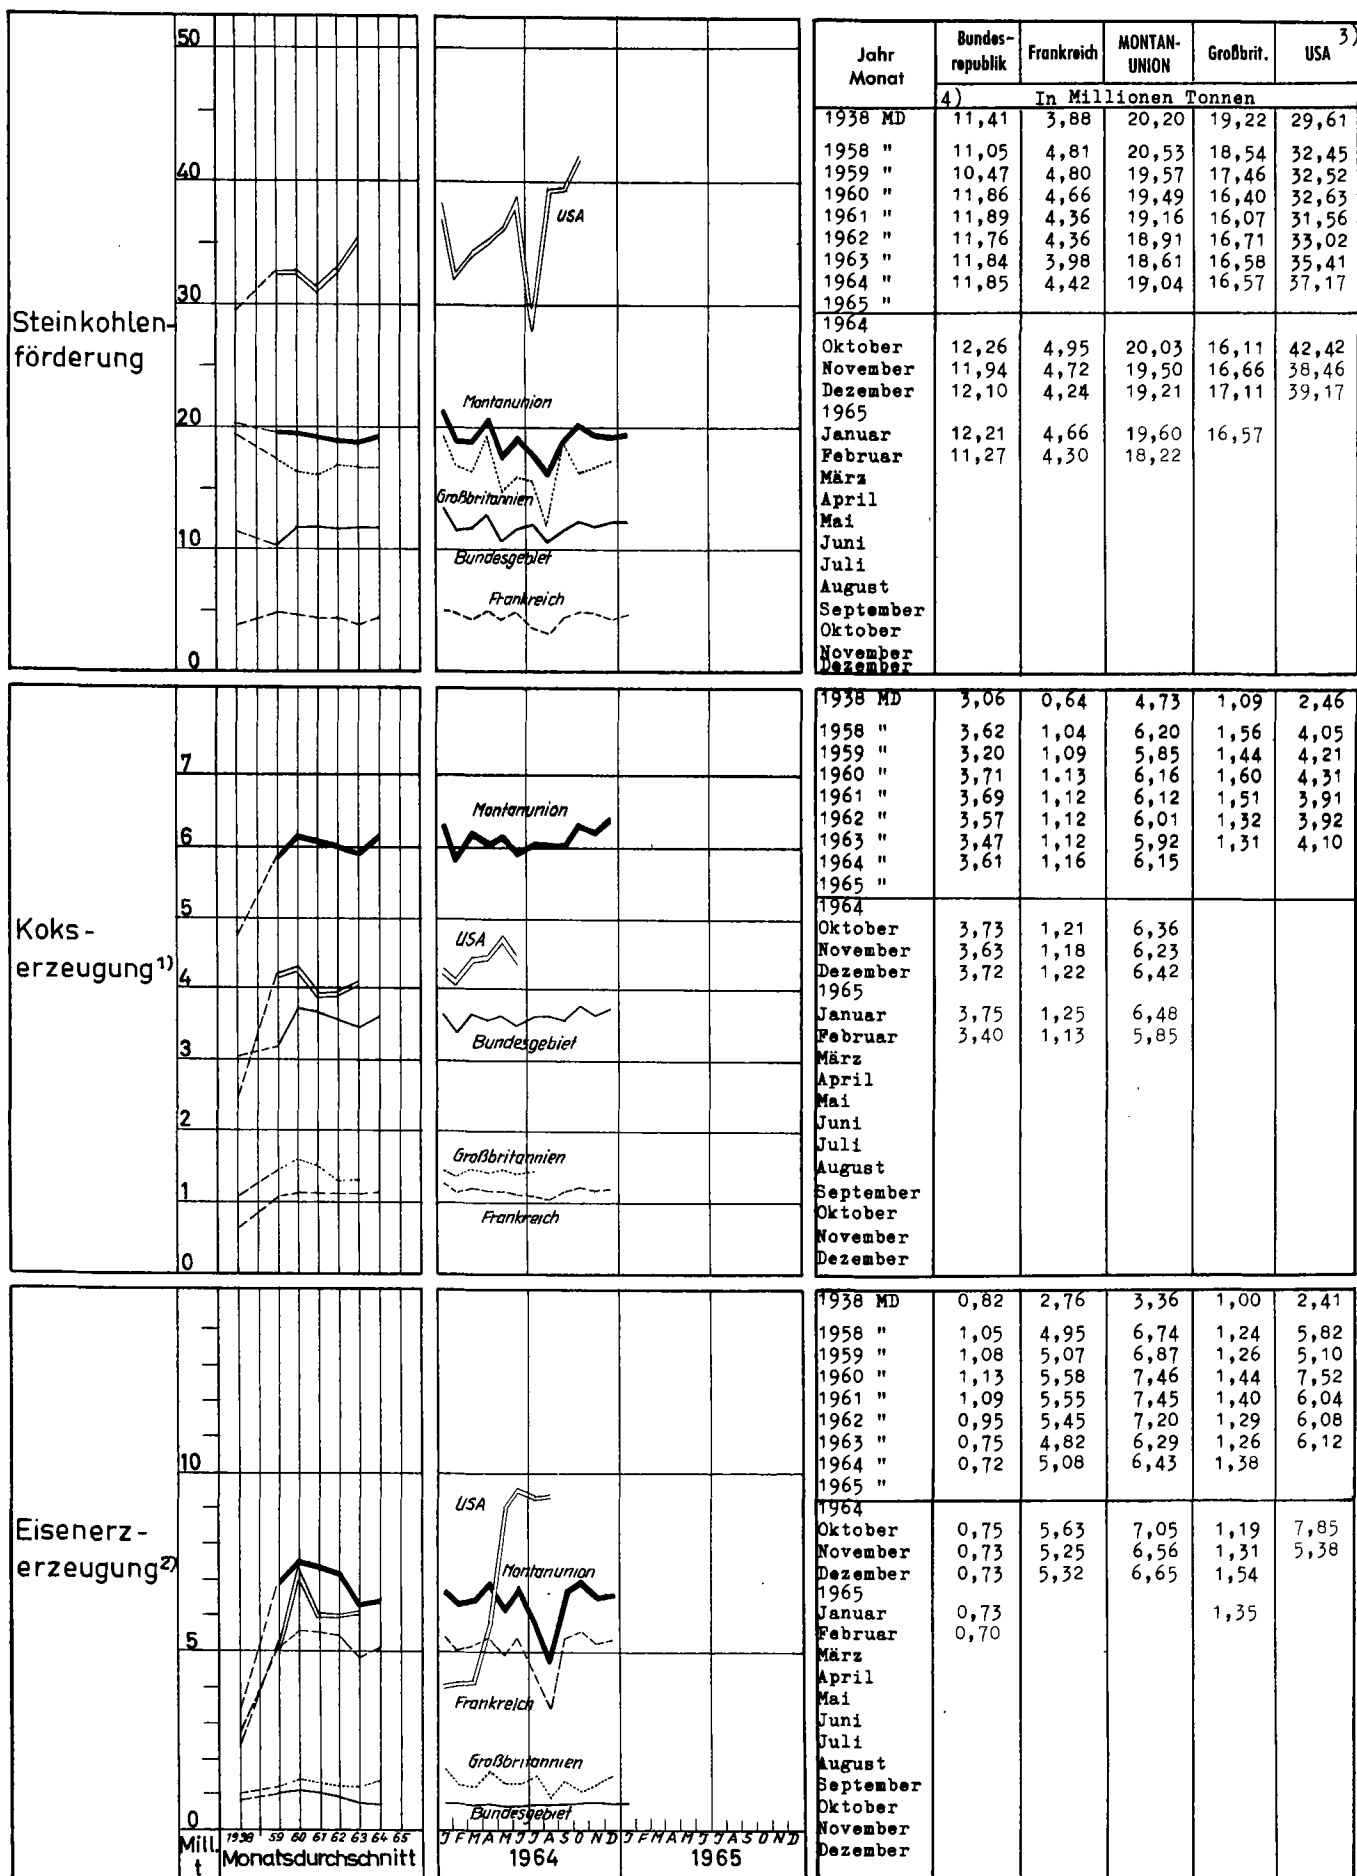 Jahr Monat | Bundes-republik | Frankreich | MONTAN-UNION | Großbrit. | USA 3)
4) In Millionen Tonnen
Steinkohlen-
förderung
50
40
30
20
10
0
USA
Montanunion
Großbritannien
Bundesgebiet
Frankreich
1938 MD 11,41 3,88 20,20 19,22 29,61
1958 " 11,05 4,81 20,53 18,54 32,45
1959 " 10,47 4,80 19,57 17,46 32,52
1960 " 11,86 4,66 19,49 16,40 32,63
1961 " 11,89 4,36 19,16 16,07 31,56
1962 " 11,76 4,36 18,91 16,71 33,02
1963 " 11,84 3,98 18,61 16,58 35,41
1964 " 11,85 4,42 19,04 16,57 37,17
1965 "
1964
Oktober 12,26 4,95 20,03 16,11 42,42
November 11,94 4,72 19,50 16,66 38,46
Dezember 12,10 4,24 19,21 17,11 39,17
1965
Januar 12,21 4,66 19,60 16,57
Februar 11,27 4,30 18,22
März
April
Mai
Juni
Juli
August
September
Oktober
November
Dezember
Koks-
erzeugung1)
7
6
5
4
3
2
1
0
Montanunion
USA
Bundesgebiet
Großbritannien
Frankreich
1938 MD 3,06 0,64 4,73 1,09 2,46
1958 " 3,62 1,04 6,20 1,56 4,05
1959 " 3,20 1,09 5,85 1,44 4,21
1960 " 3,71 1.13 6,16 1,60 4,31
1961 " 3,69 1,12 6,12 1,51 3,91
1962 " 3,57 1,12 6,01 1,32 3,92
1963 " 3,47 1,12 5,92 1,31 4,10
1964 " 3,61 1,16 6,15
1965 "
1964
Oktober 3,73 1,21 6,36
November 3,63 1,18 6,23
Dezember 3,72 1,22 6,42
1965
Januar 3,75 1,25 6,48
Februar 3,40 1,13 5,85
März
April
Mai
Juni
Juli
August
September
Oktober
November
Dezember
Eisenerz-
erzeugung2)
10
5
0
USA
Montanunion
Frankreich
Großbritannien
Bundesgebiet
1938 MD 0,82 2,76 3,36 1,00 2,41
1958 " 1,05 4,95 6,74 1,24 5,82
1959 " 1,08 5,07 6,87 1,26 5,10
1960 " 1,13 5,58 7,46 1,44 7,52
1961 " 1,09 5,55 7,45 1,40 6,04
1962 " 0,95 5,45 7,20 1,29 6,08
1963 " 0,75 4,82 6,29 1,26 6,12
1964 " 0,72 5,08 6,43 1,38
1965 "
1964
Oktober 0,75 5,63 7,05 1,19 7,85
November 0,73 5,25 6,56 1,31 5,38
Dezember 0,73 5,32 6,65 1,54
1965
Januar 0,73 1,35
Februar 0,70
März
April
Mai
Juni
Juli
August
September
Oktober
November
Dezember
Mill. t
1938 59 60 61 62 63 64 65
Monatsdurchschnitt
J F M A M J J A S O N D J F M A M J J A S O N D
1964 1965